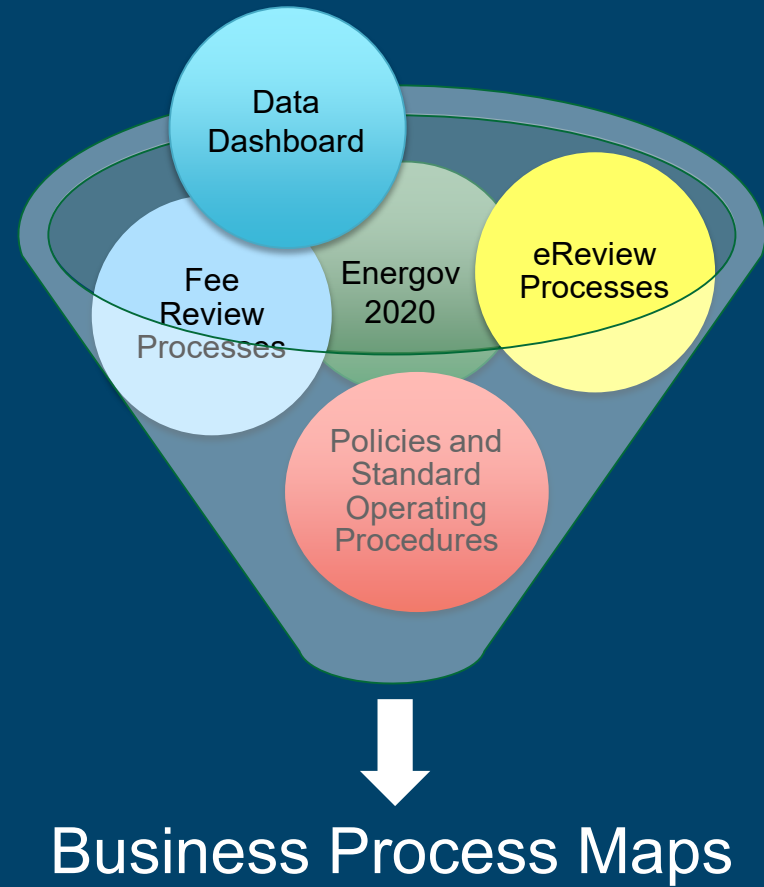 Data
Dashboard
Fee
Review
Processes
Energov
2020
eReview
Processes
Policies and
Standard
Operating
Procedures
Business Process Maps